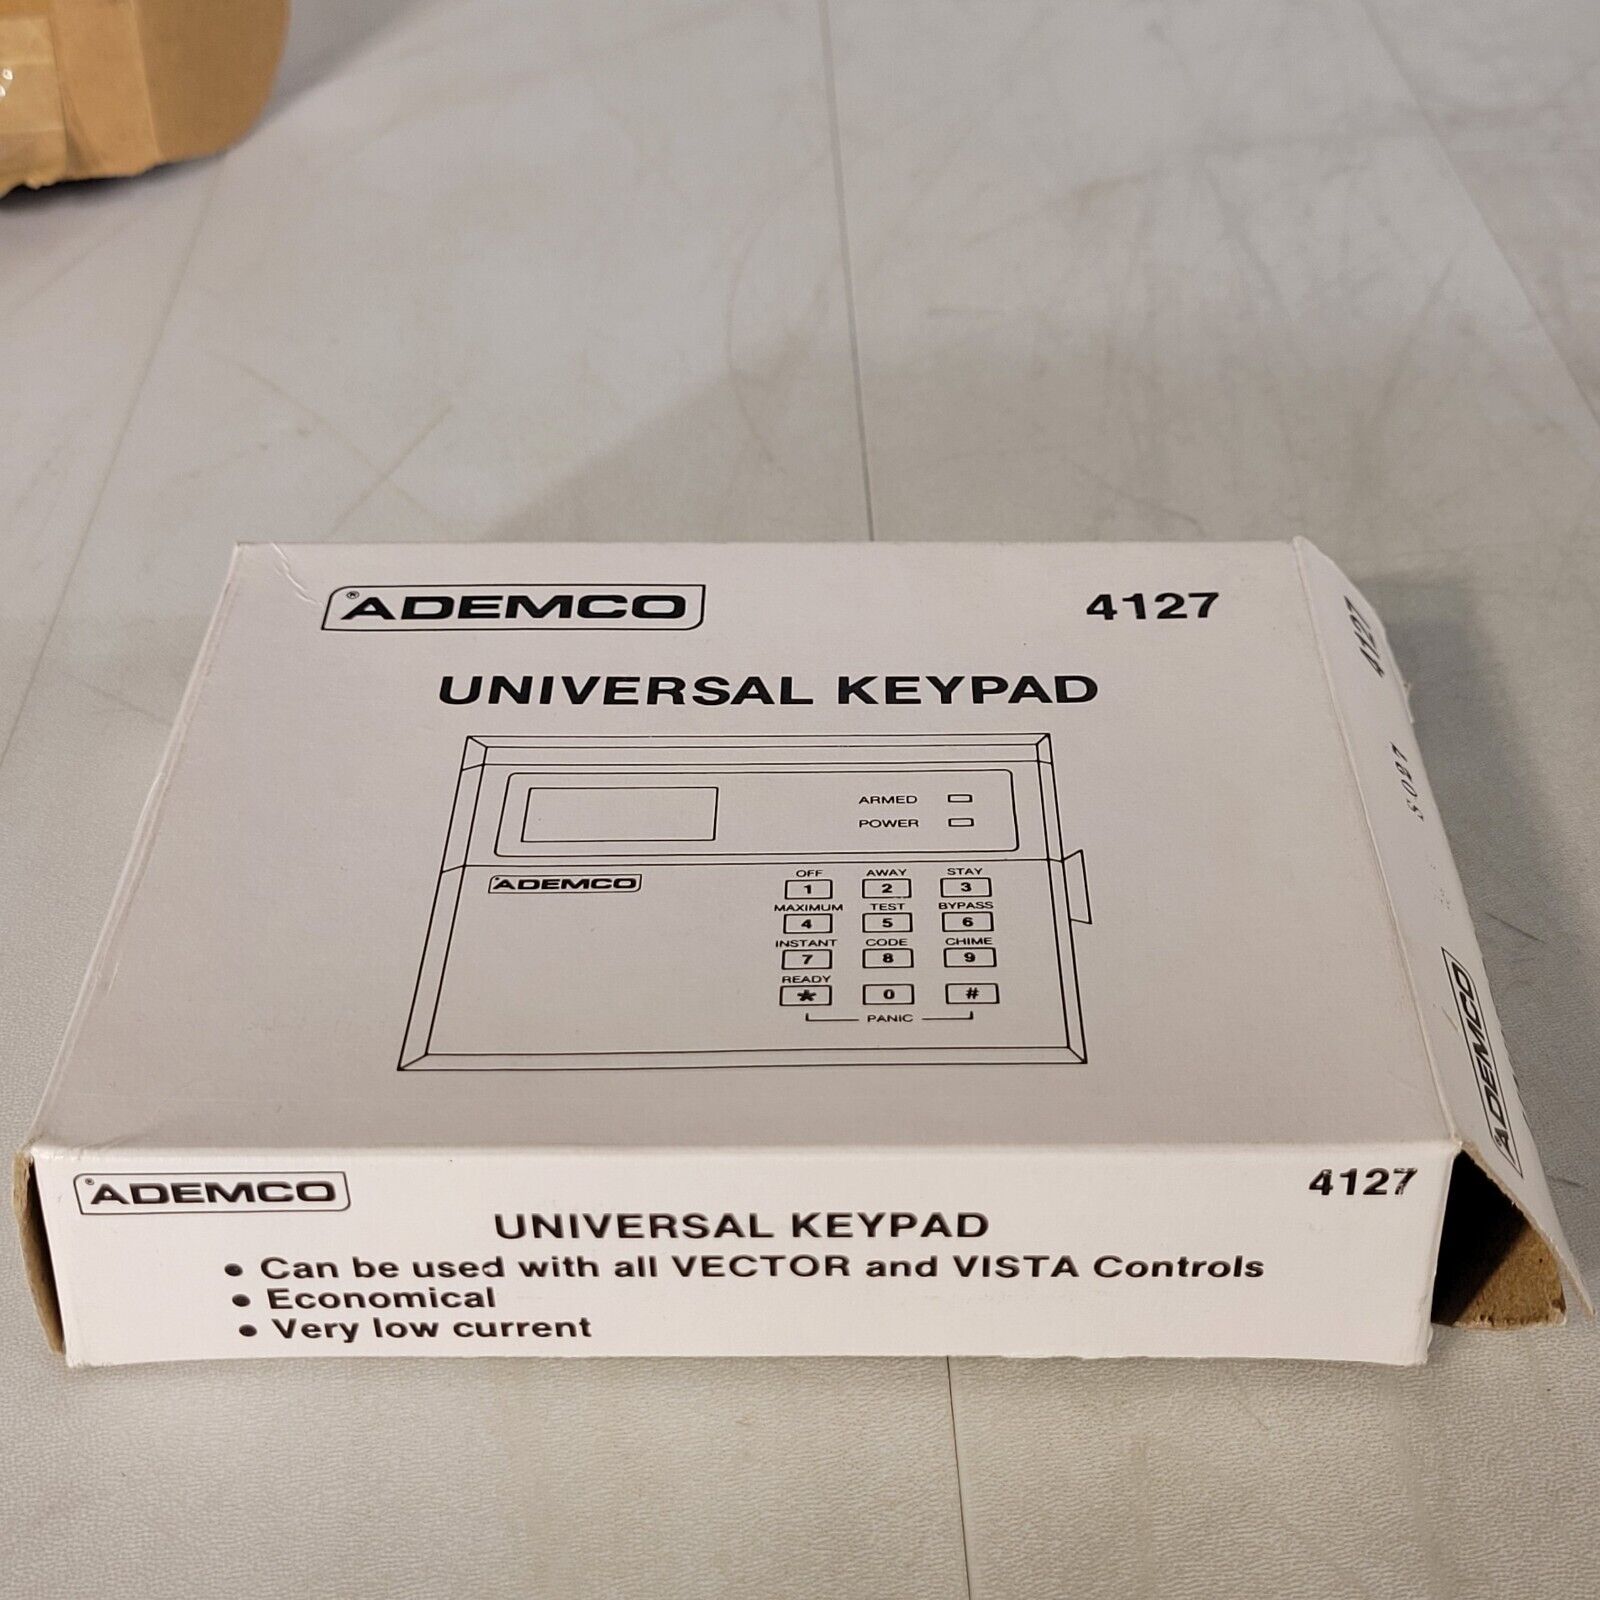 ®ADEMCO 4127
UNIVERSAL KEYPAD
ARMED
POWER
ADEMCO
OFF AWAY STAY
1 2 3
MAXIMUM TEST BYPASS
4 5 6
INSTANT CODE CHIME
7 8 9
READY
* 0 #
PANIC
®ADEMCO 4127
UNIVERSAL KEYPAD
• Can be used with all VECTOR and VISTA Controls
• Economical
• Very low current
4127
®ADEMCO